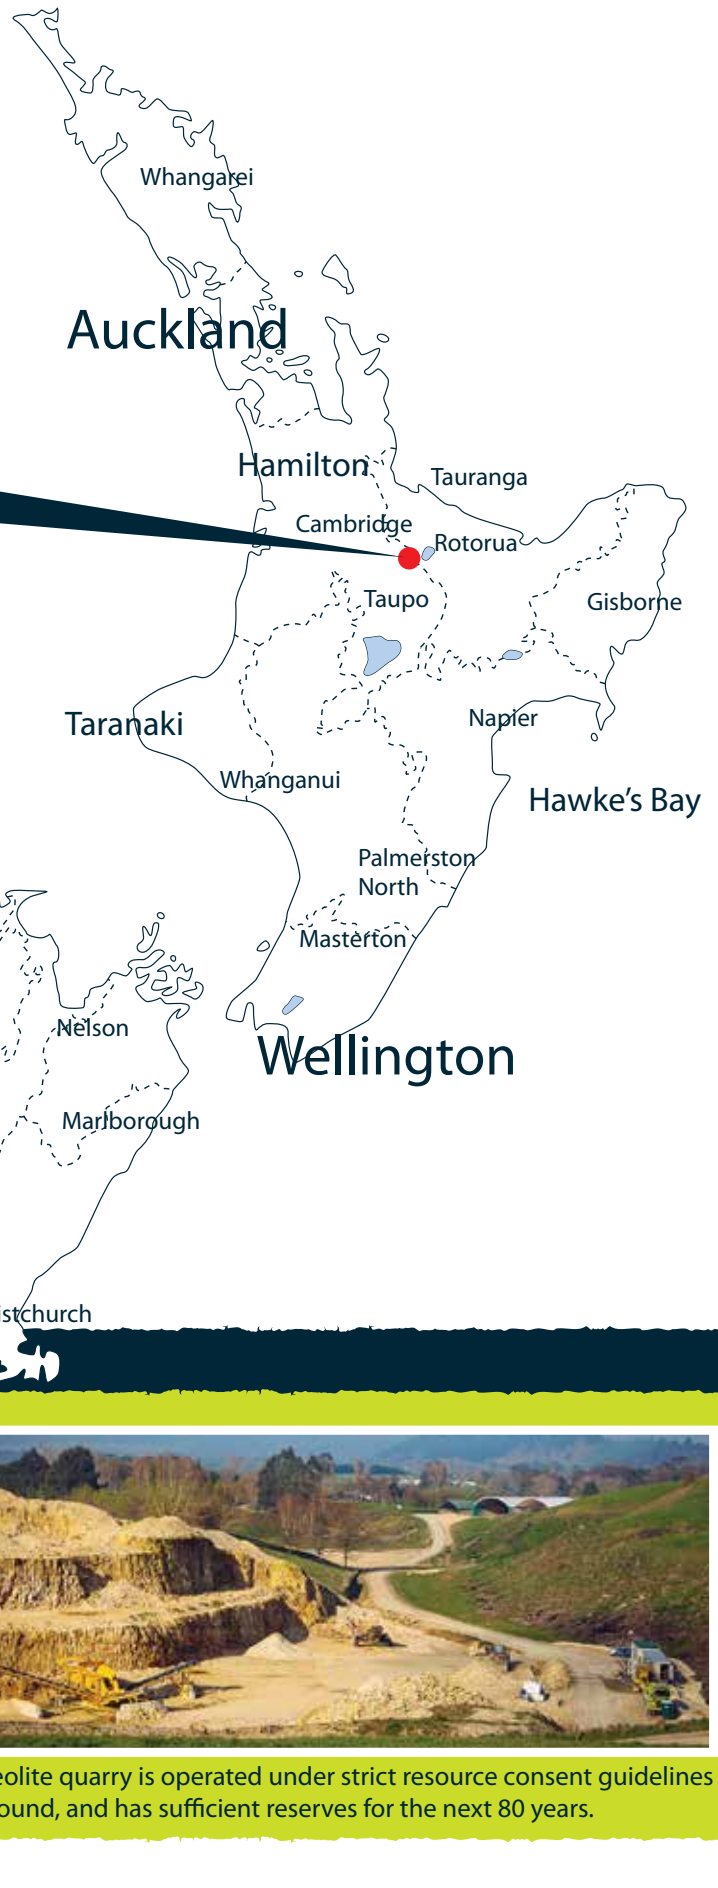 Whangarei
Auckland
Hamilton
Tauranga
Cambridge
Rotorua
Taupo
Gisborne
Taranaki
Napier
Whanganui
Hawke's Bay
Palmerston
North
Masterton
Nelson
Wellington
Marlborough
istchurch
eolite quarry is operated under strict resource consent guidelines
ound, and has sufficient reserves for the next 80 years.